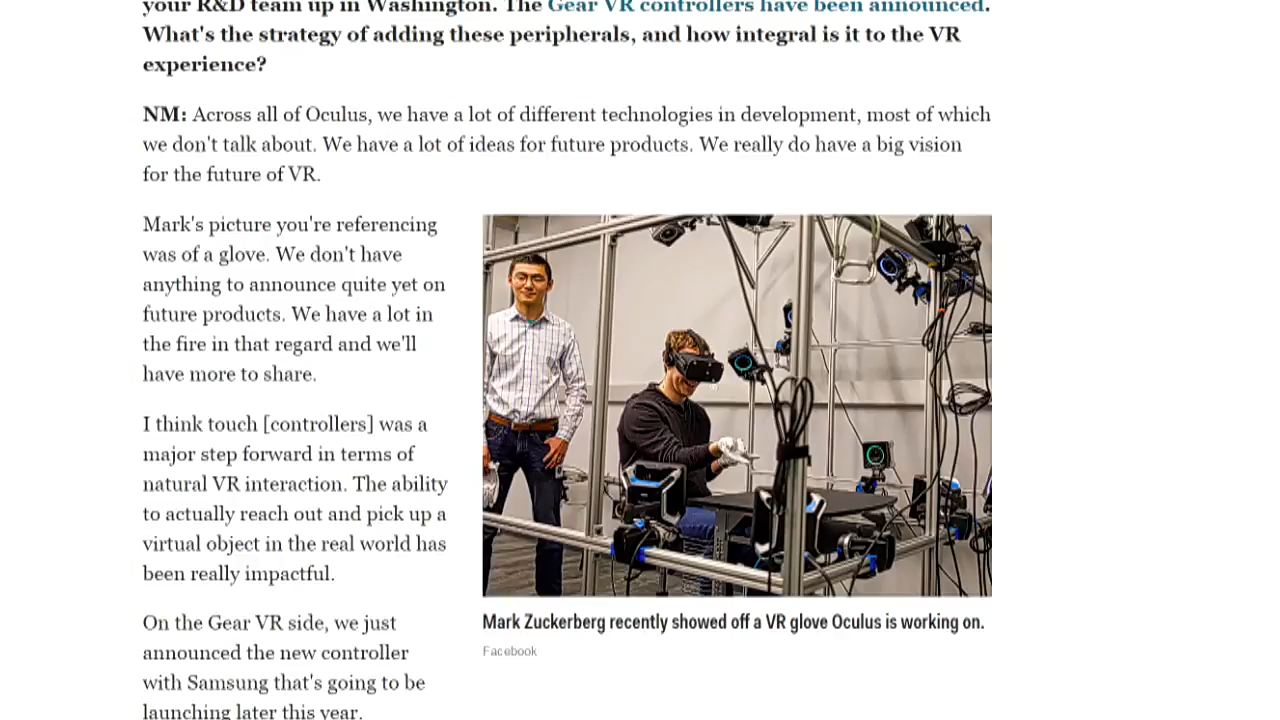 your R&D team up in Washington. The Gear VR controllers have been announced.
What's the strategy of adding these peripherals, and how integral is it to the VR
experience?
NM: Across all of Oculus, we have a lot of different technologies in development, most of which
we don't talk about. We have a lot of ideas for future products. We really do have a big vision
for the future of VR.
Mark's picture you're referencing
was of a glove. We don't have
anything to announce quite yet on
future products. We have a lot in
the fire in that regard and we'll
have more to share.
I think touch [controllers] was a
major step forward in terms of
natural VR interaction. The ability
to actually reach out and pick up a
virtual object in the real world has
been really impactful.
On the Gear VR side, we just
announced the new controller
with Samsung that's going to be
launching later this year.
Mark Zuckerberg recently showed off a VR glove Oculus is working on.
Facebook